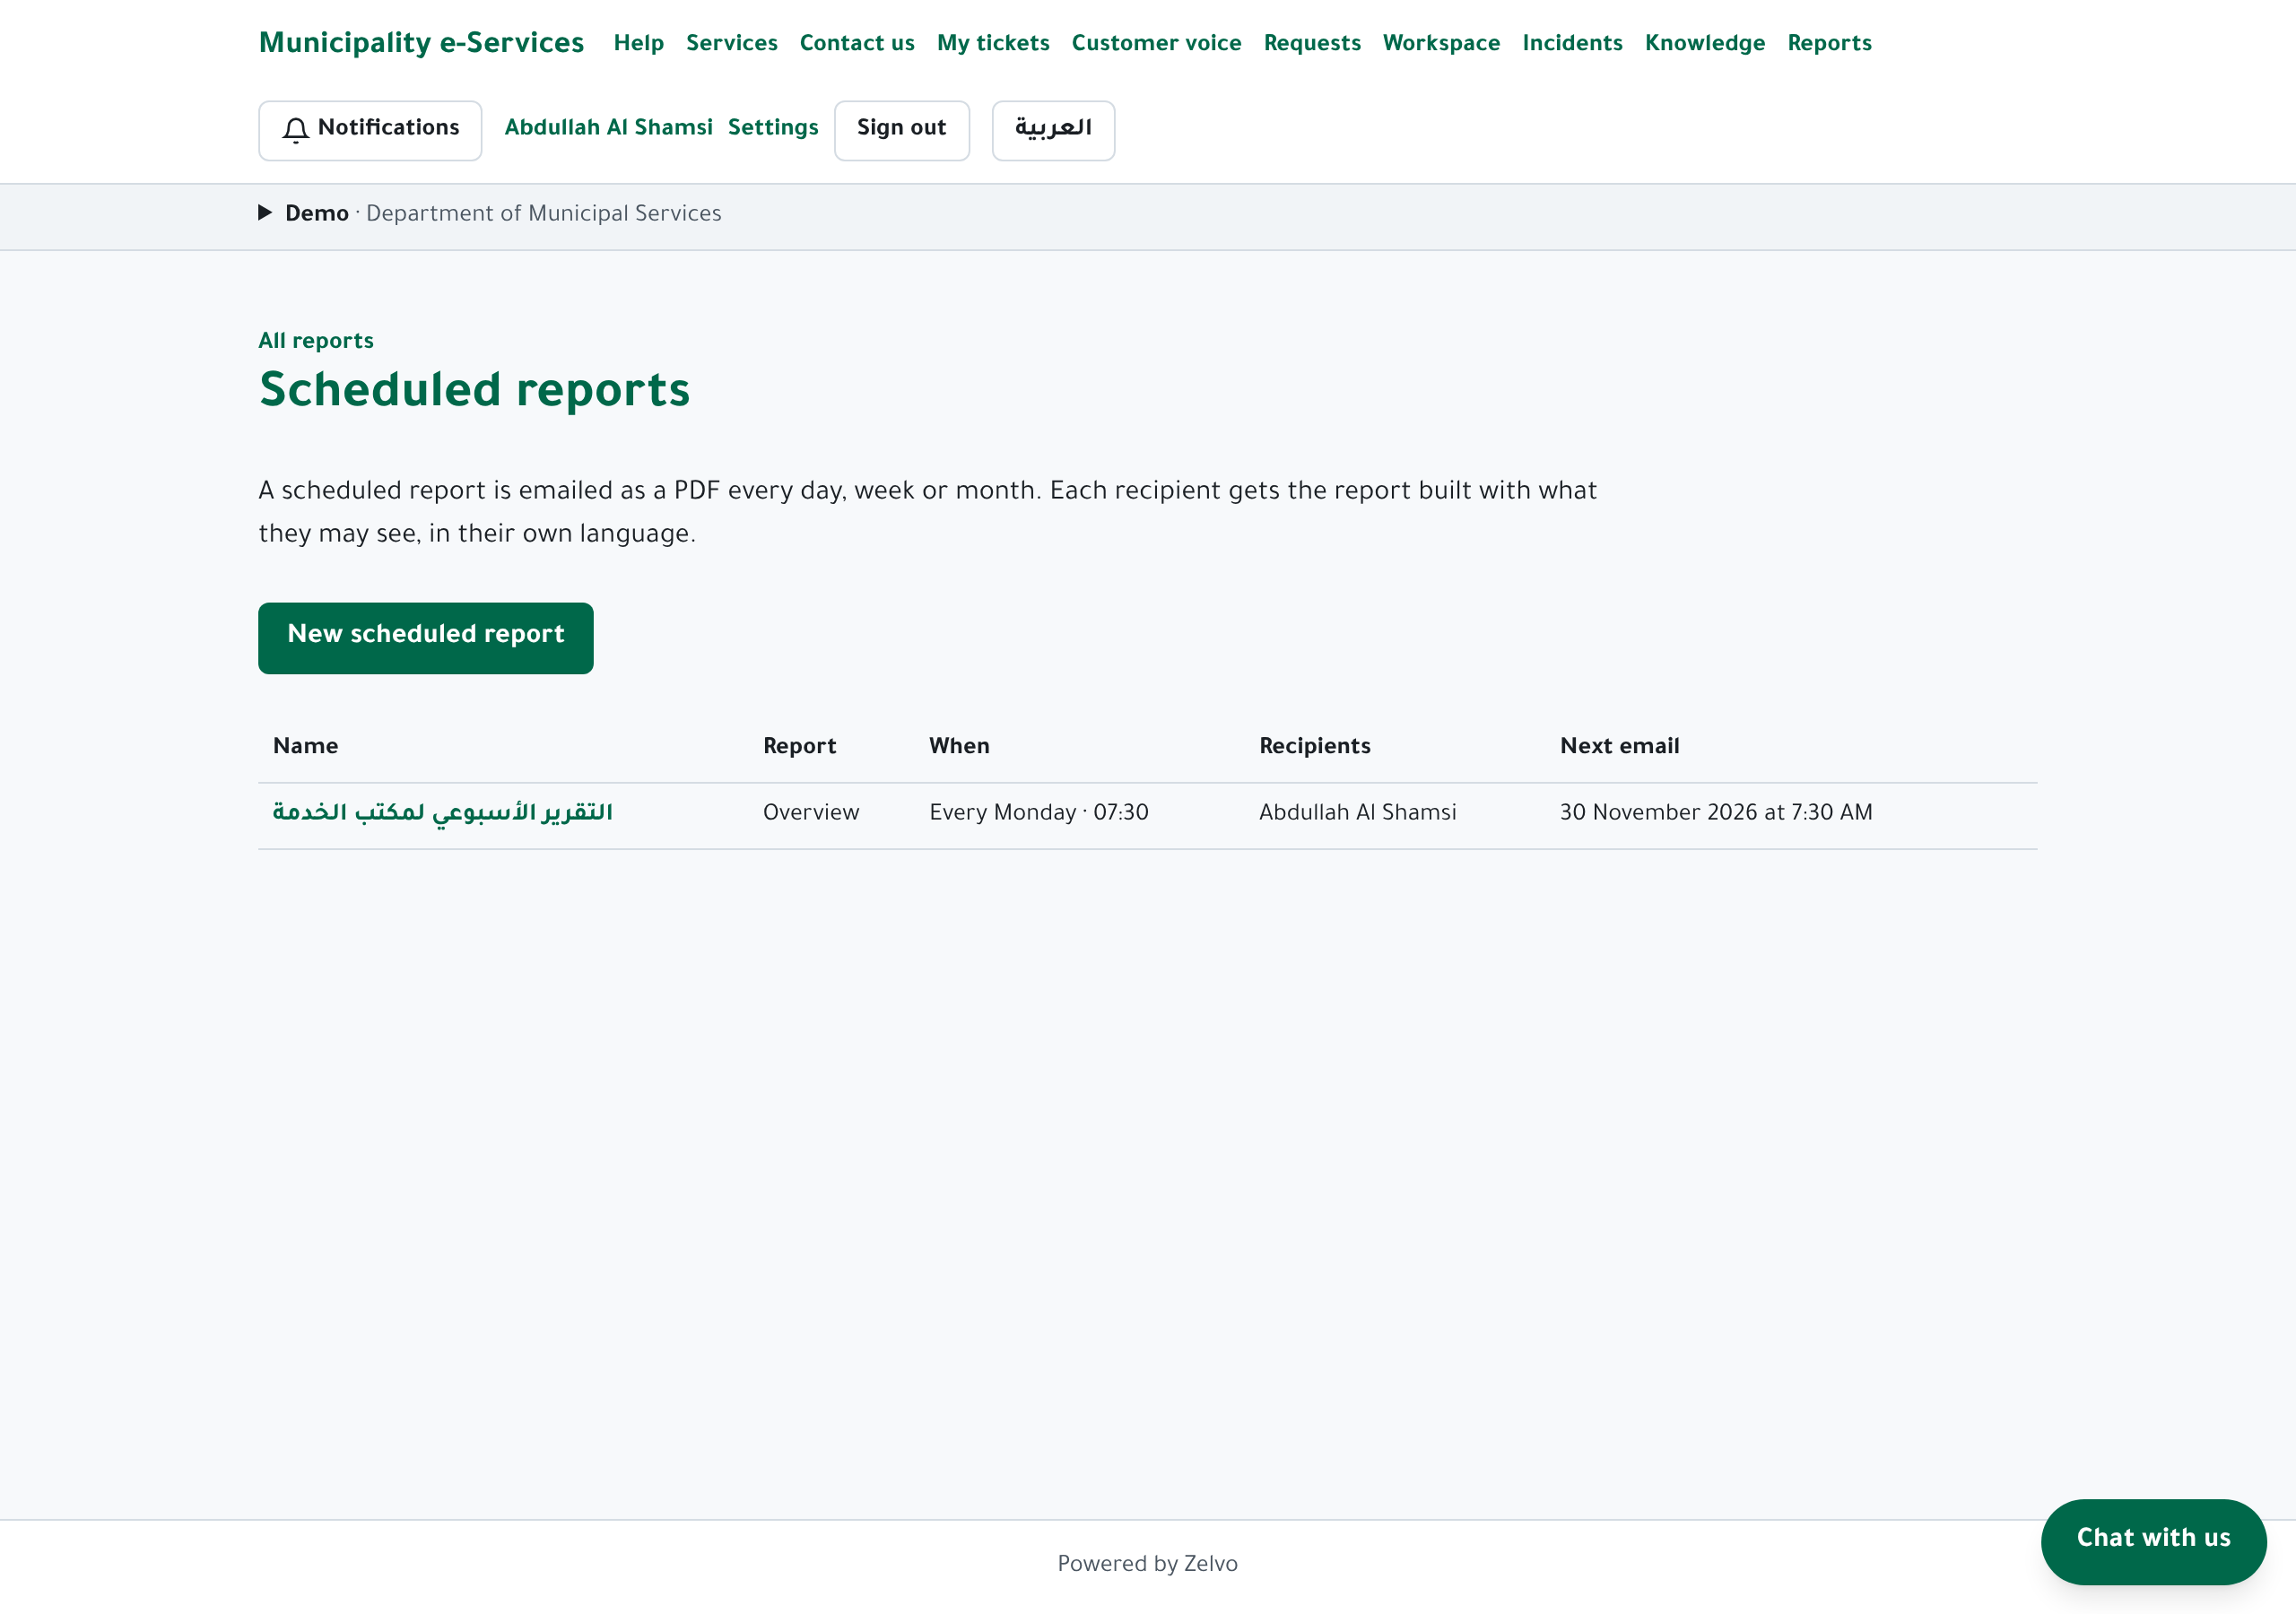 Municipality e-Services Help Services Contact us My tickets Customer voice Requests Workspace Incidents Knowledge Reports
Notifications Abdullah Al Shamsi Settings Sign out العربية
Demo · Department of Municipal Services
All reports
Scheduled reports
A scheduled report is emailed as a PDF every day, week or month. Each recipient gets the report built with what
they may see, in their own language.
New scheduled report
Name Report When Recipients Next email
التقرير الأسبوعي لمكتب الخدمة Overview Every Monday · 07:30 Abdullah Al Shamsi 30 November 2026 at 7:30 AM
Chat with us
Powered by Zelvo